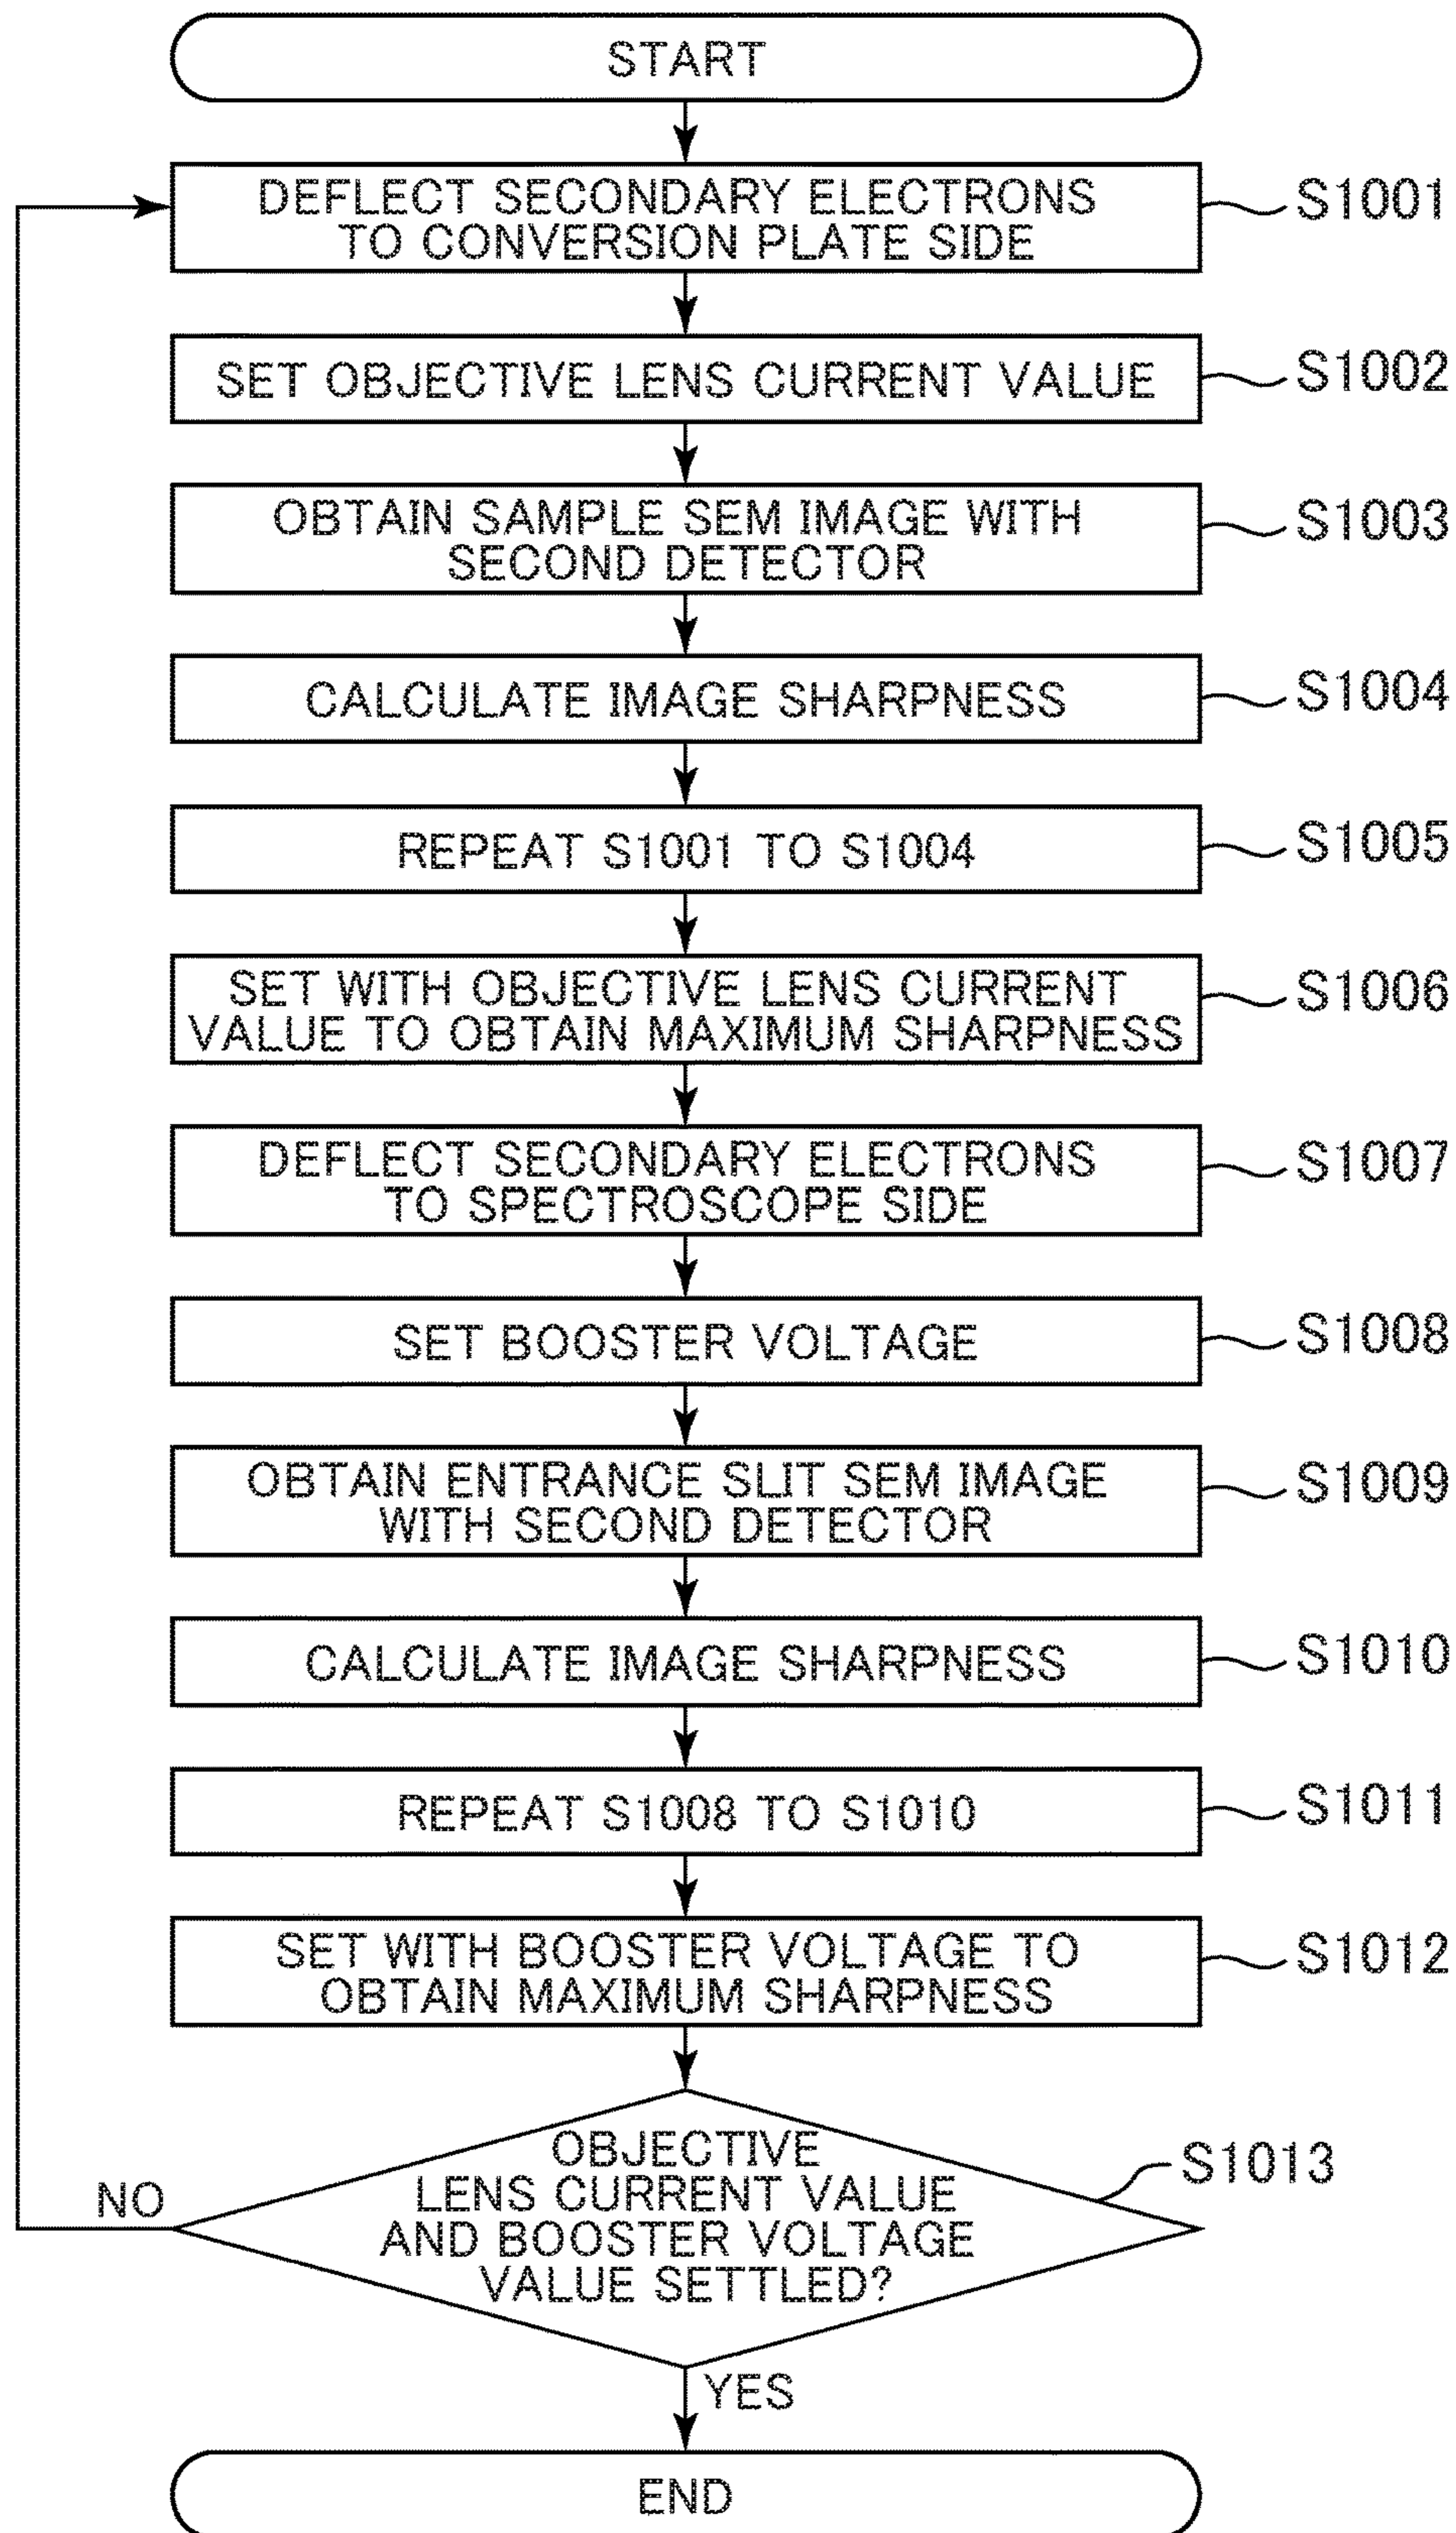 START
DEFLECT SECONDARY ELECTRONS
TO CONVERSION PLATE SIDE
S1001
SET OBJECTIVE LENS CURRENT VALUE
S1002
OBTAIN SAMPLE SEM IMAGE WITH
SECOND DETECTOR
S1003
CALCULATE IMAGE SHARPNESS
S1004
REPEAT S1001 TO S1004
S1005
SET WITH OBJECTIVE LENS CURRENT
VALUE TO OBTAIN MAXIMUM SHARPNESS
S1006
DEFLECT SECONDARY ELECTRONS
TO SPECTROSCOPE SIDE
S1007
SET BOOSTER VOLTAGE
S1008
OBTAIN ENTRANCE SLIT SEM IMAGE
WITH SECOND DETECTOR
S1009
CALCULATE IMAGE SHARPNESS
S1010
REPEAT S1008 TO S1010
S1011
SET WITH BOOSTER VOLTAGE TO
OBTAIN MAXIMUM SHARPNESS
S1012
OBJECTIVE
LENS CURRENT VALUE
AND BOOSTER VOLTAGE
VALUE SETTLED?
S1013
NO
YES
END